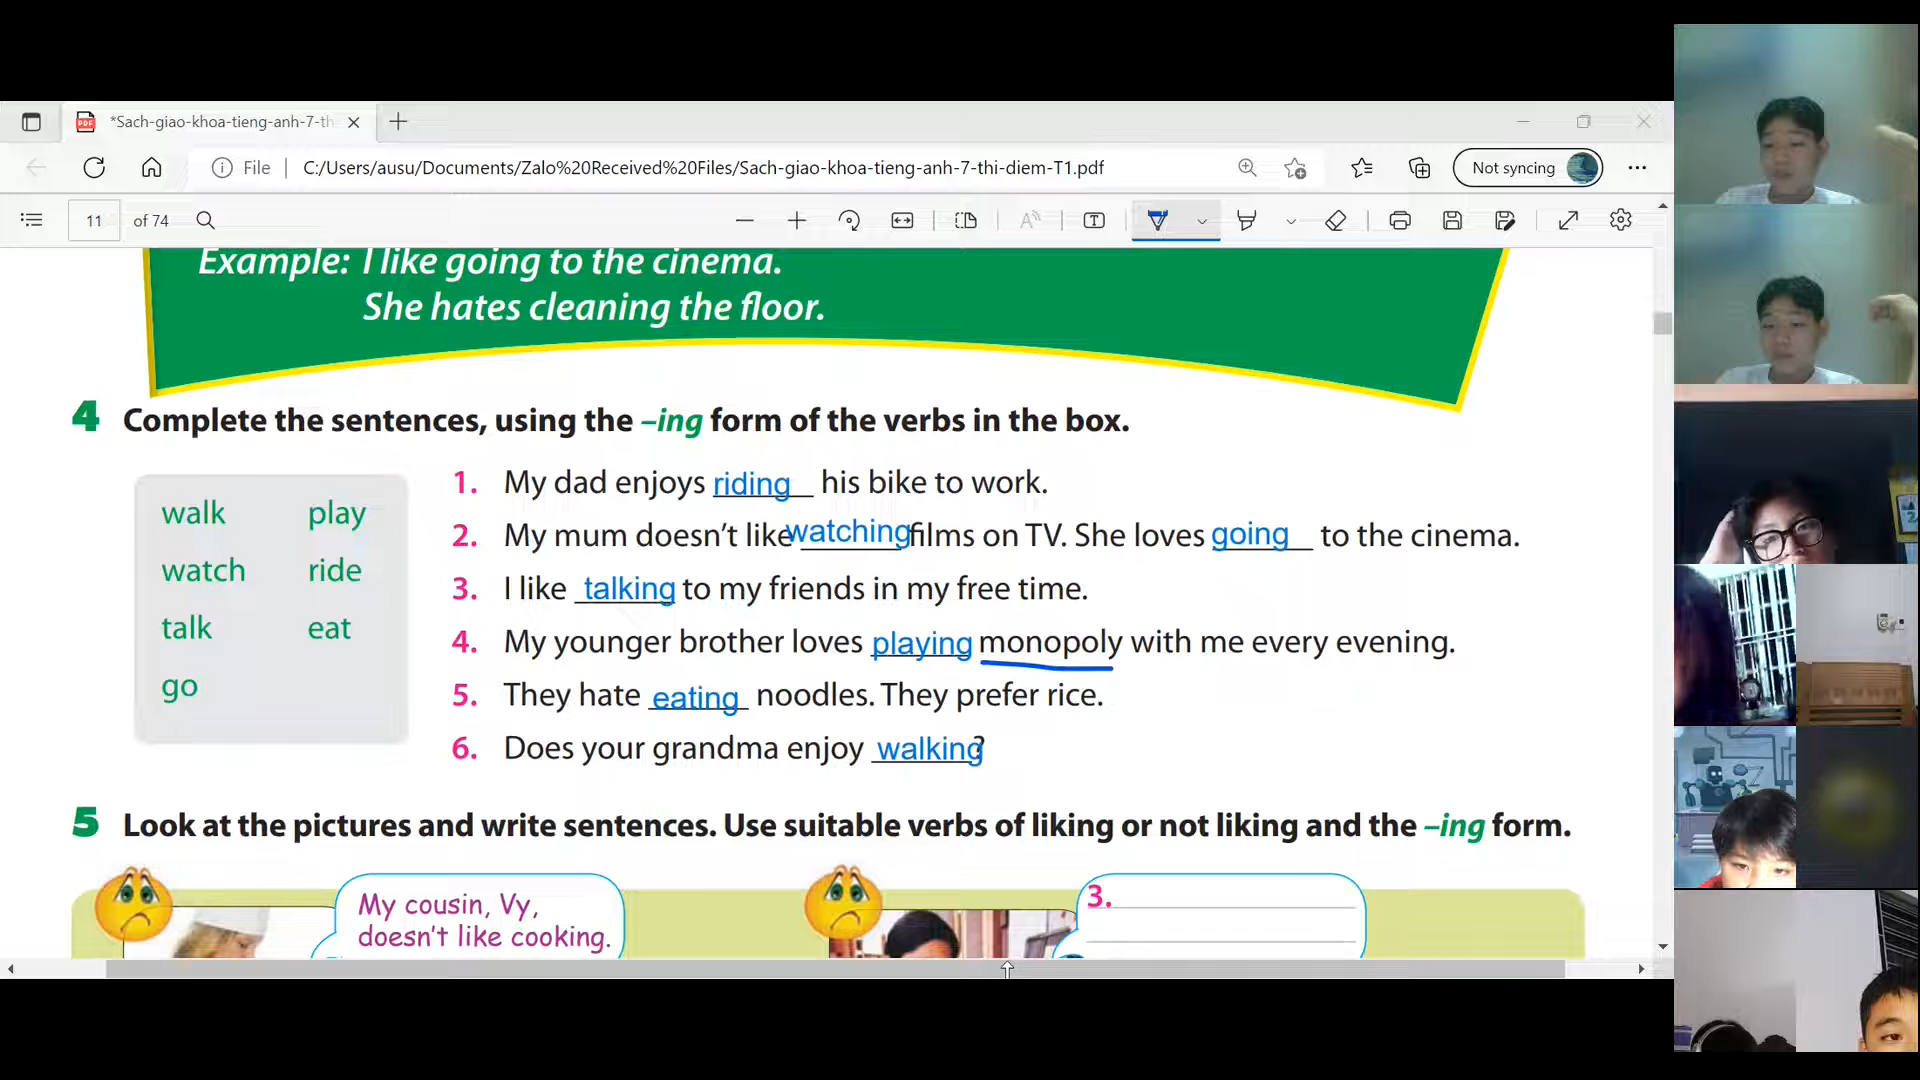 *Sach-giao-khoa-tieng-anh-7-th
File
C:/Users/ausu/Documents/Zalo%20Received%20Files/Sach-giao-khoa-tieng-anh-7-thi-diem-T1.pdf
Not syncing
11 of 74
Example: I like going to the cinema.
She hates cleaning the floor.
4 Complete the sentences, using the –ing form of the verbs in the box.
walk play
watch ride
talk eat
go
1. My dad enjoys riding his bike to work.
2. My mum doesn't like watching films on TV. She loves going to the cinema.
3. I like talking to my friends in my free time.
4. My younger brother loves playing monopoly with me every evening.
5. They hate eating noodles. They prefer rice.
6. Does your grandma enjoy walking?
5 Look at the pictures and write sentences. Use suitable verbs of liking or not liking and the –ing form.
My cousin, Vy,
doesn't like cooking.
3.